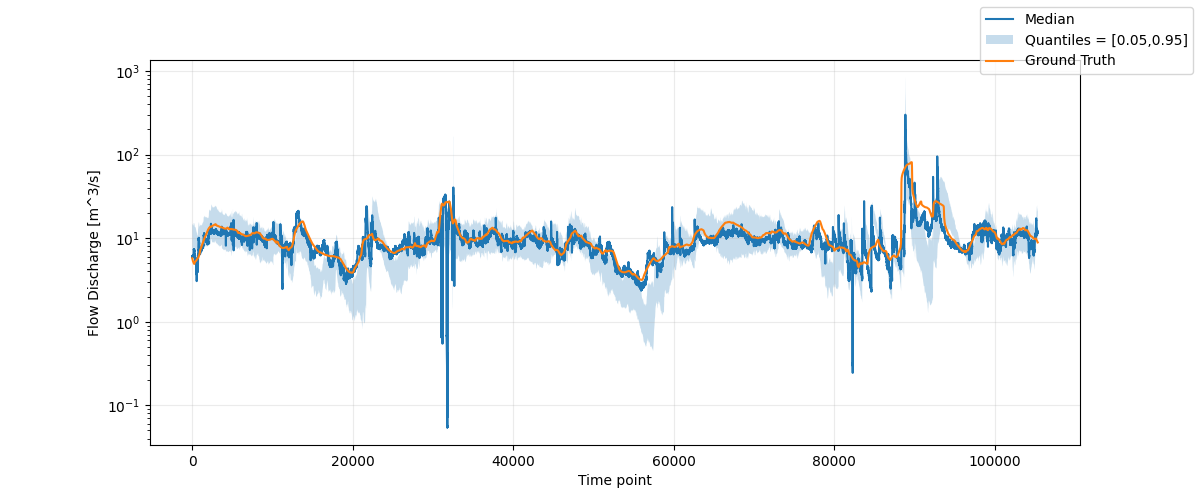 Median
Quantiles = [0.05,0.95]
Ground Truth
10^3
10^2
10^1
10^0
10^−1
Flow Discharge [m^3/s]
0 20000 40000 60000 80000 100000
Time point